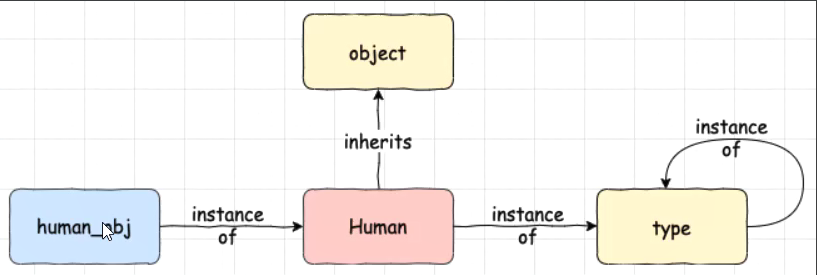 object
inherits
instance
of
human_obj
instance
of
Human
instance
of
type